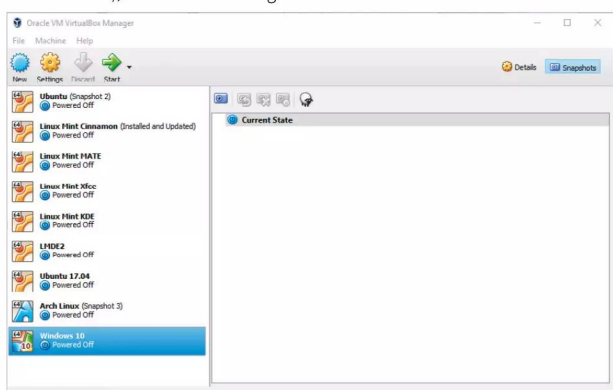 Oracle VM VirtualBox Manager
File Machine Help
New Settings Discard Start
Details Snapshots
Ubuntu (Snapshot 2)
Powered Off
Linux Mint Cinnamon (Installed and Updated)
Powered Off
Linux Mint MATE
Powered Off
Linux Mint Xfce
Powered Off
Linux Mint KDE
Powered Off
LMDE2
Powered Off
Ubuntu 17.04
Powered Off
Arch Linux (Snapshot 3)
Powered Off
Windows 10
Powered Off
Current State